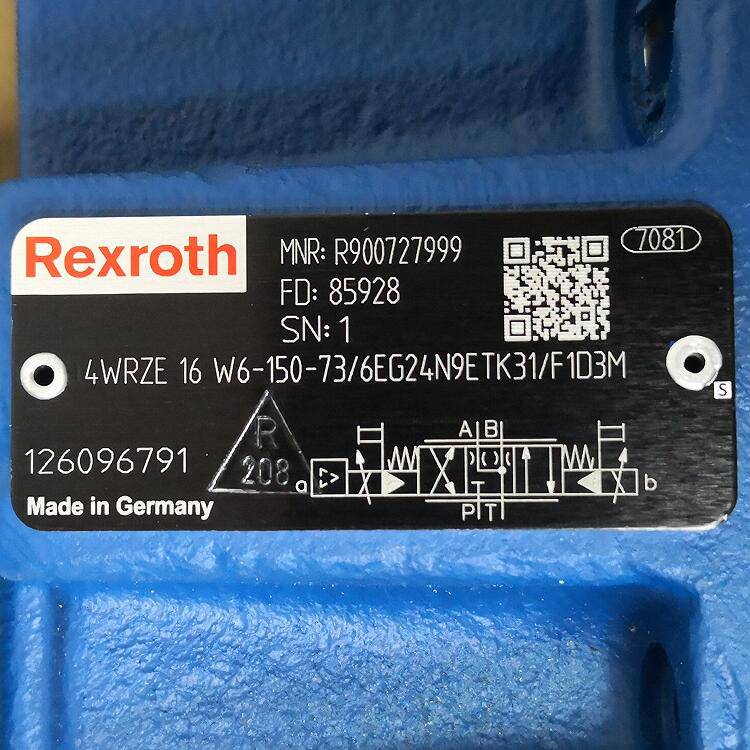 Rexroth
MNR: R900727999
FD: 85928
SN: 1
7081
4WRZE 16 W6-150-73/6EG24N9ETK31/F1D3M
S
126096791
R
208
Made in Germany
A B
a
b
P T
T